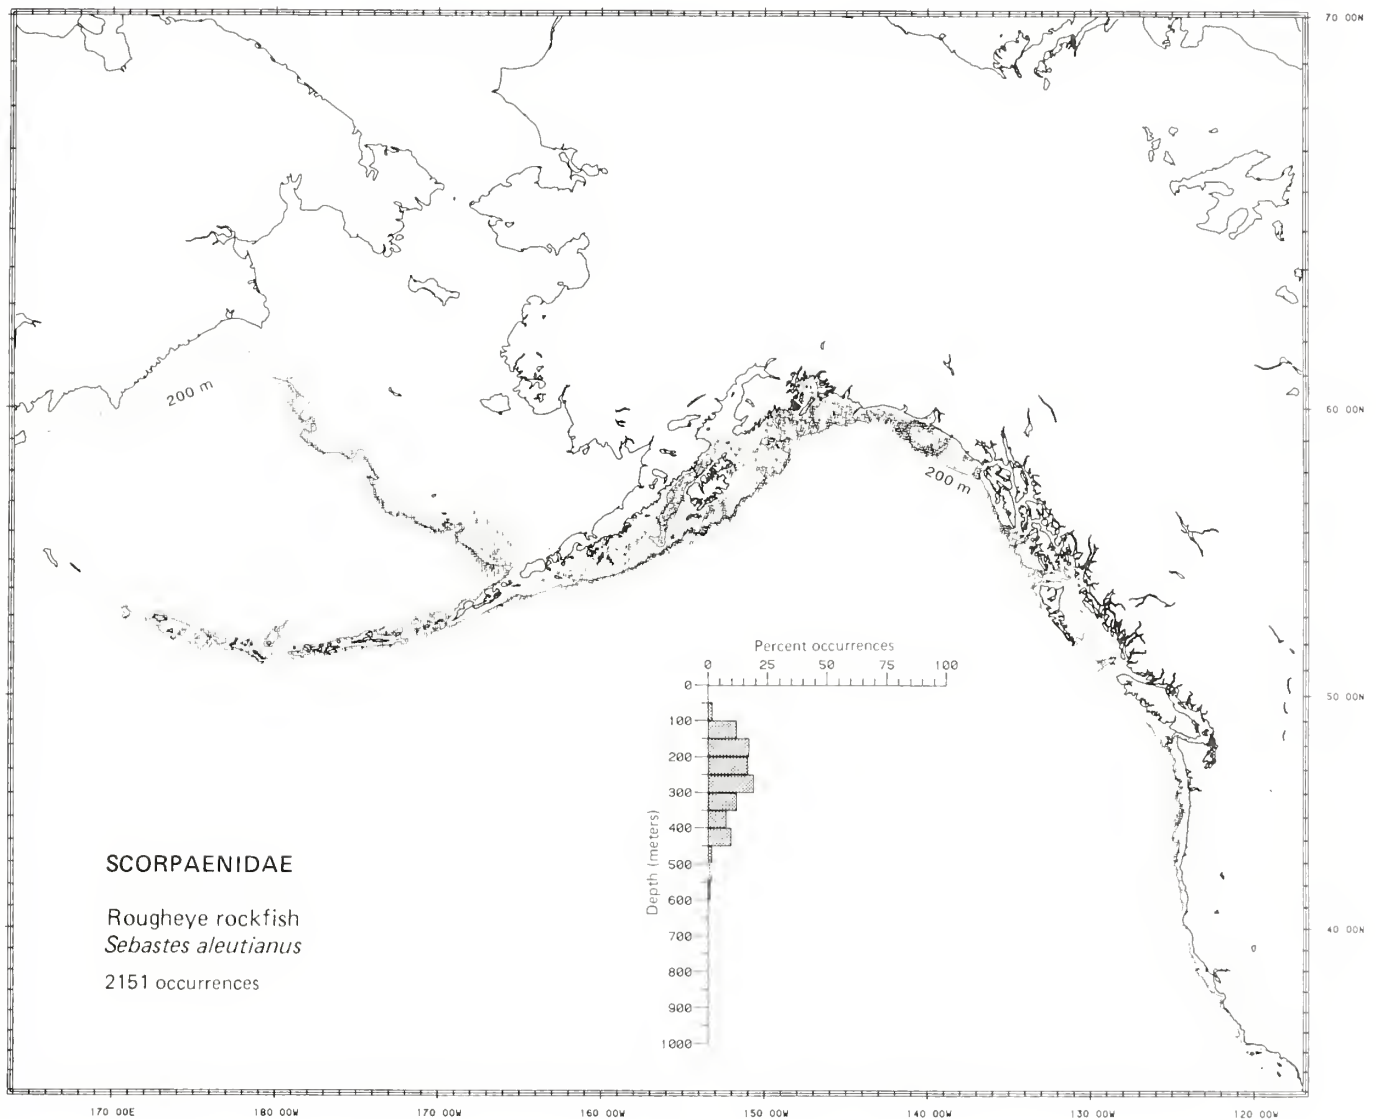 70 00N
200 m
60 00N
200 m
Percent occurrences
0 25 50 75 100
0
50 00N
100
200
300
400
Depth (meters)
500
600
700
800
900
1000
SCORPAENIDAE
Rougheye rockfish
Sebastes aleutianus
2151 occurrences
40 00N
170 00E 180 00W 170 00W 160 00W 150 00W 140 00W 130 00W 120 00W